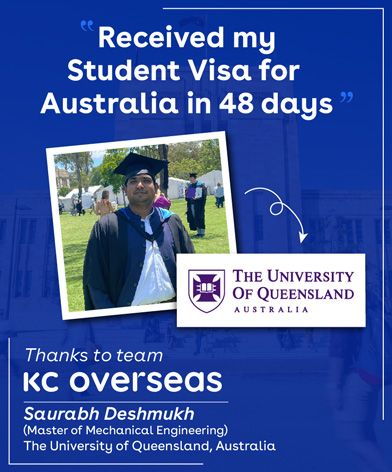 “Received my
Student Visa for
Australia in 48 days”
THE UNIVERSITY
OF QUEENSLAND
AUSTRALIA
Thanks to team
KC overseas
Saurabh Deshmukh
(Master of Mechanical Engineering)
The University of Queensland, Australia